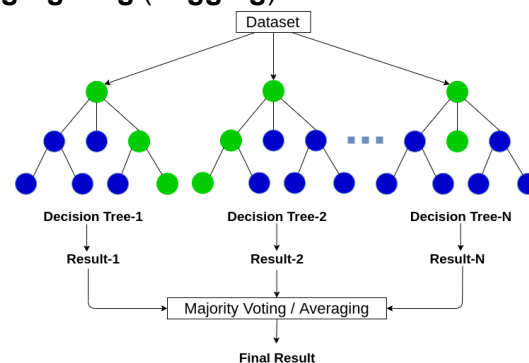 Dataset
Decision Tree-1 Decision Tree-2 Decision Tree-N
Result-1 Result-2 Result-N
Majority Voting / Averaging
Final Result